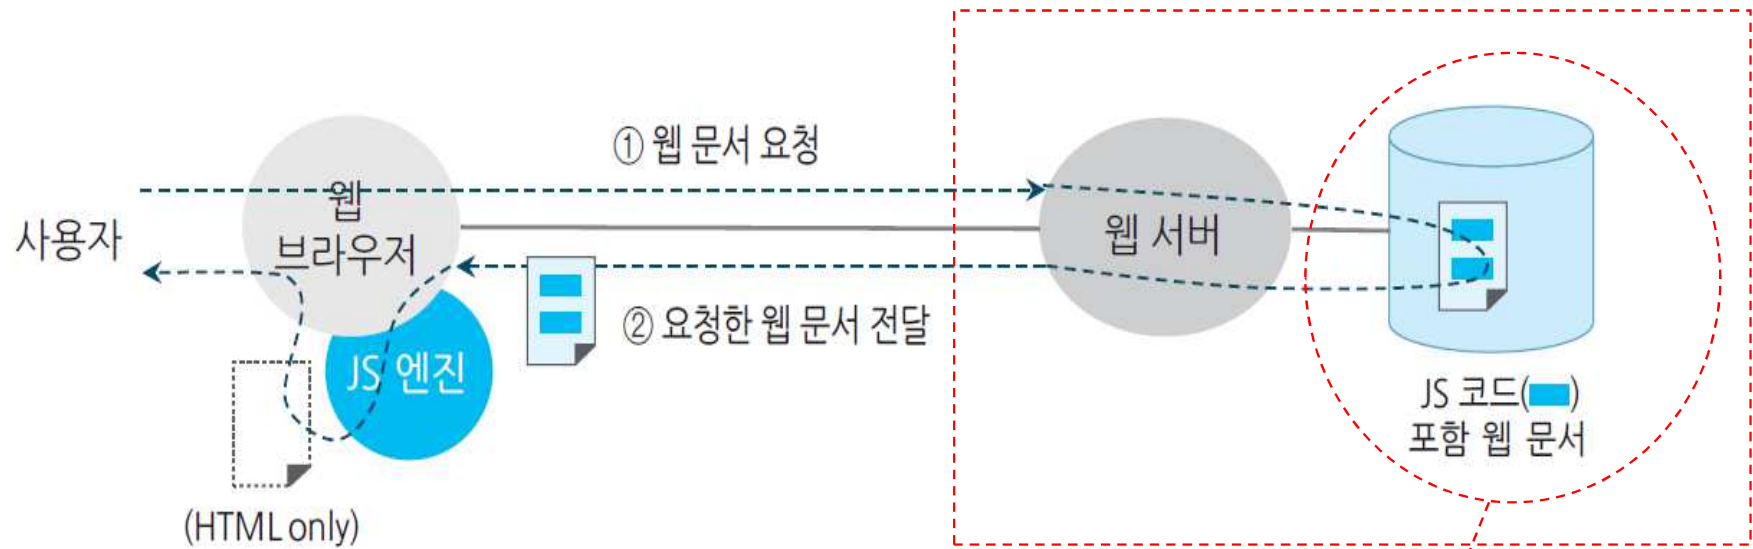 ① 웹 문서 요청
사용자
웹
브라우저
웹 서버
② 요청한 웹 문서 전달
JS 엔진
JS 코드( )
포함 웹 문서
(HTML only)